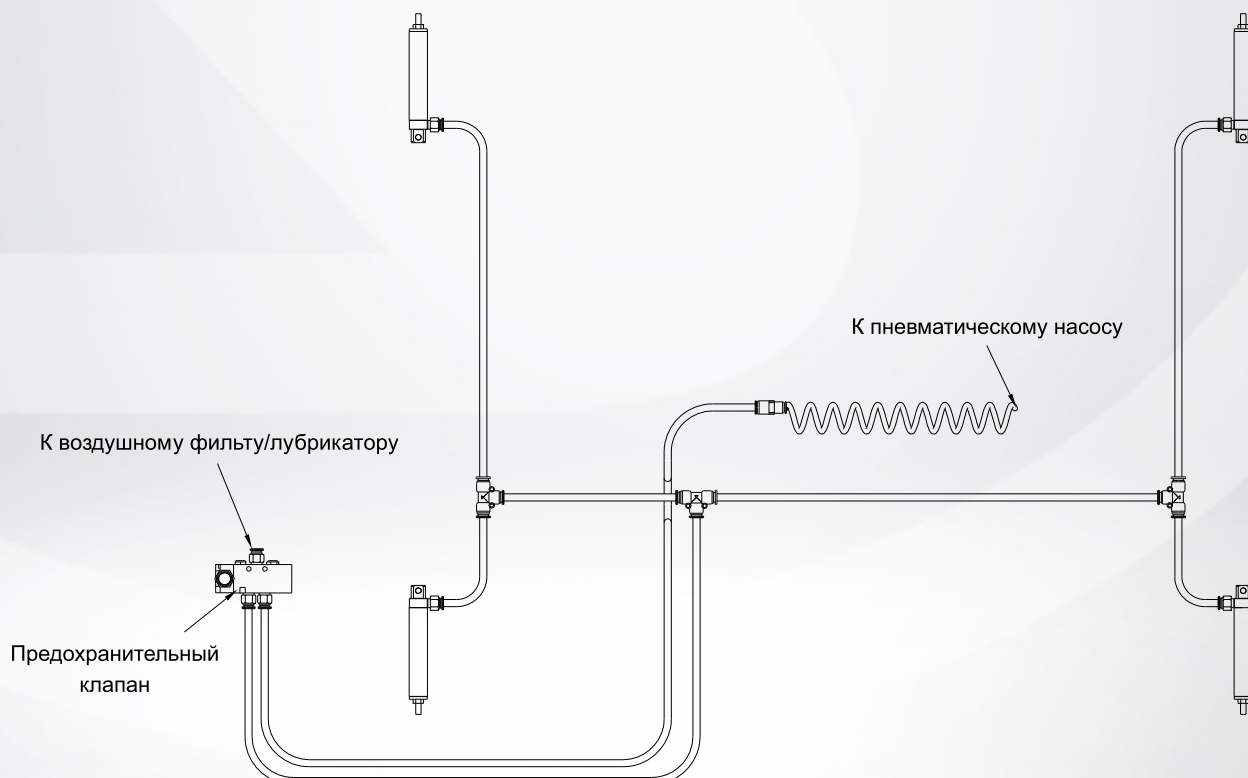 К пневматическому насосу
К воздушному фильту/лубрикатору
Предохранительный
клапан